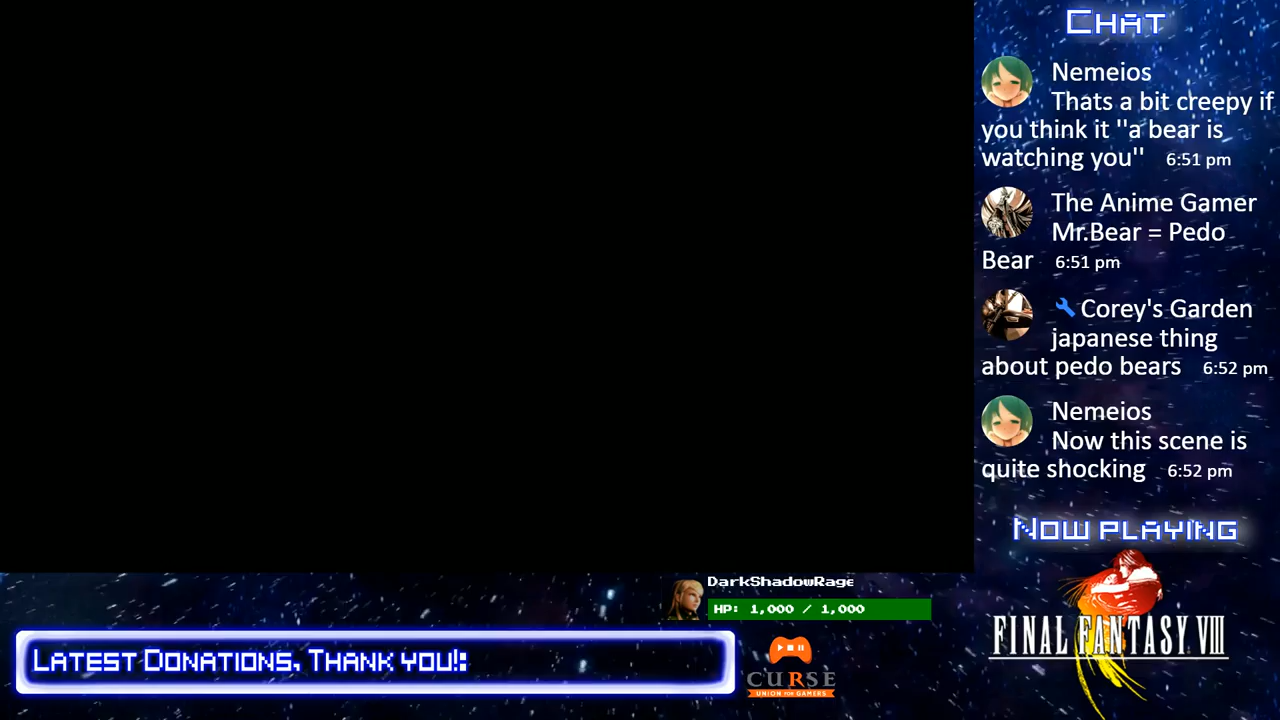 CHAT
Nemeios
Thats a bit creepy if
you think it "a bear is
watching you" 6:51 pm
The Anime Gamer
Mr.Bear = Pedo
Bear 6:51 pm
Corey's Garden
japanese thing
about pedo bears 6:52 pm
Nemeios
Now this scene is
quite shocking 6:52 pm
NOW PLAYING
FINAL FANTASY VIII
DarkShadowRage
HP: 1,000 / 1,000
LATEST DONATIONS, THANK YOU!:
CURSE
UNION FOR GAMERS